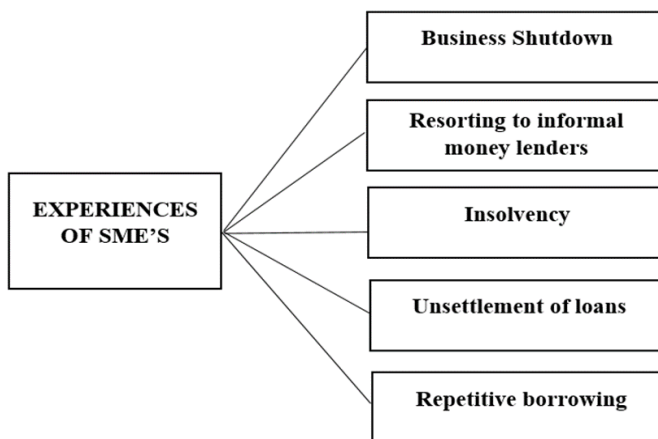 Business Shutdown
Resorting to informal
money lenders
EXPERIENCES
OF SME’S
Insolvency
Unsettlement of loans
Repetitive borrowing